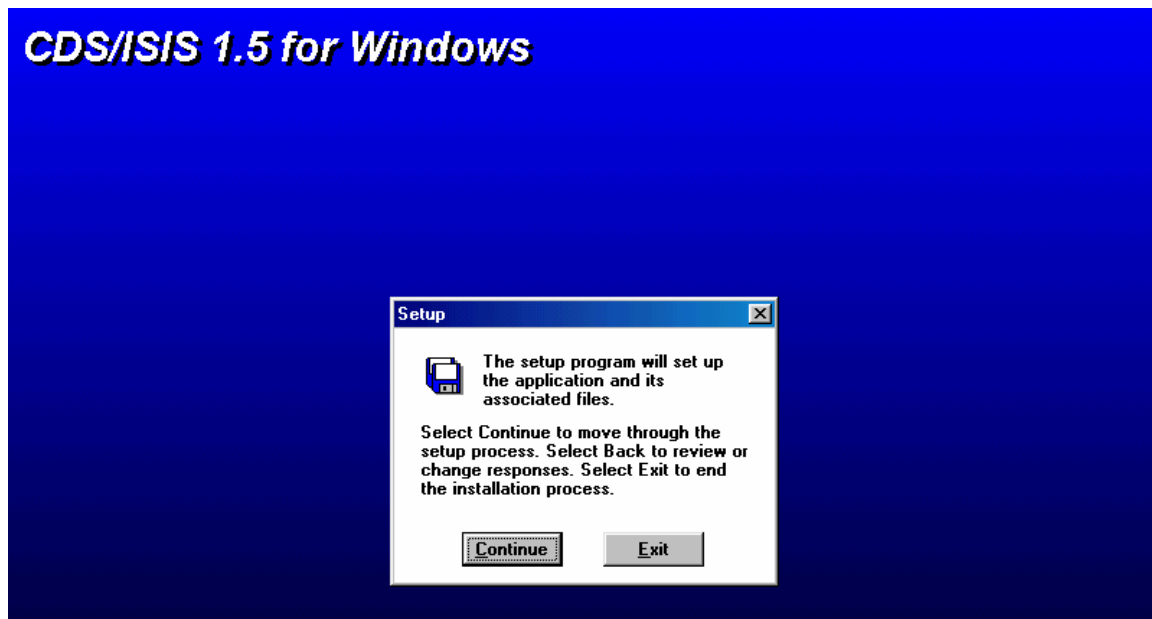 CDS/ISIS 1.5 for Windows
Setup
The setup program will set up
the application and its
associated files.
Select Continue to move through the
setup process. Select Back to review or
change responses. Select Exit to end
the installation process.
Continue
Exit